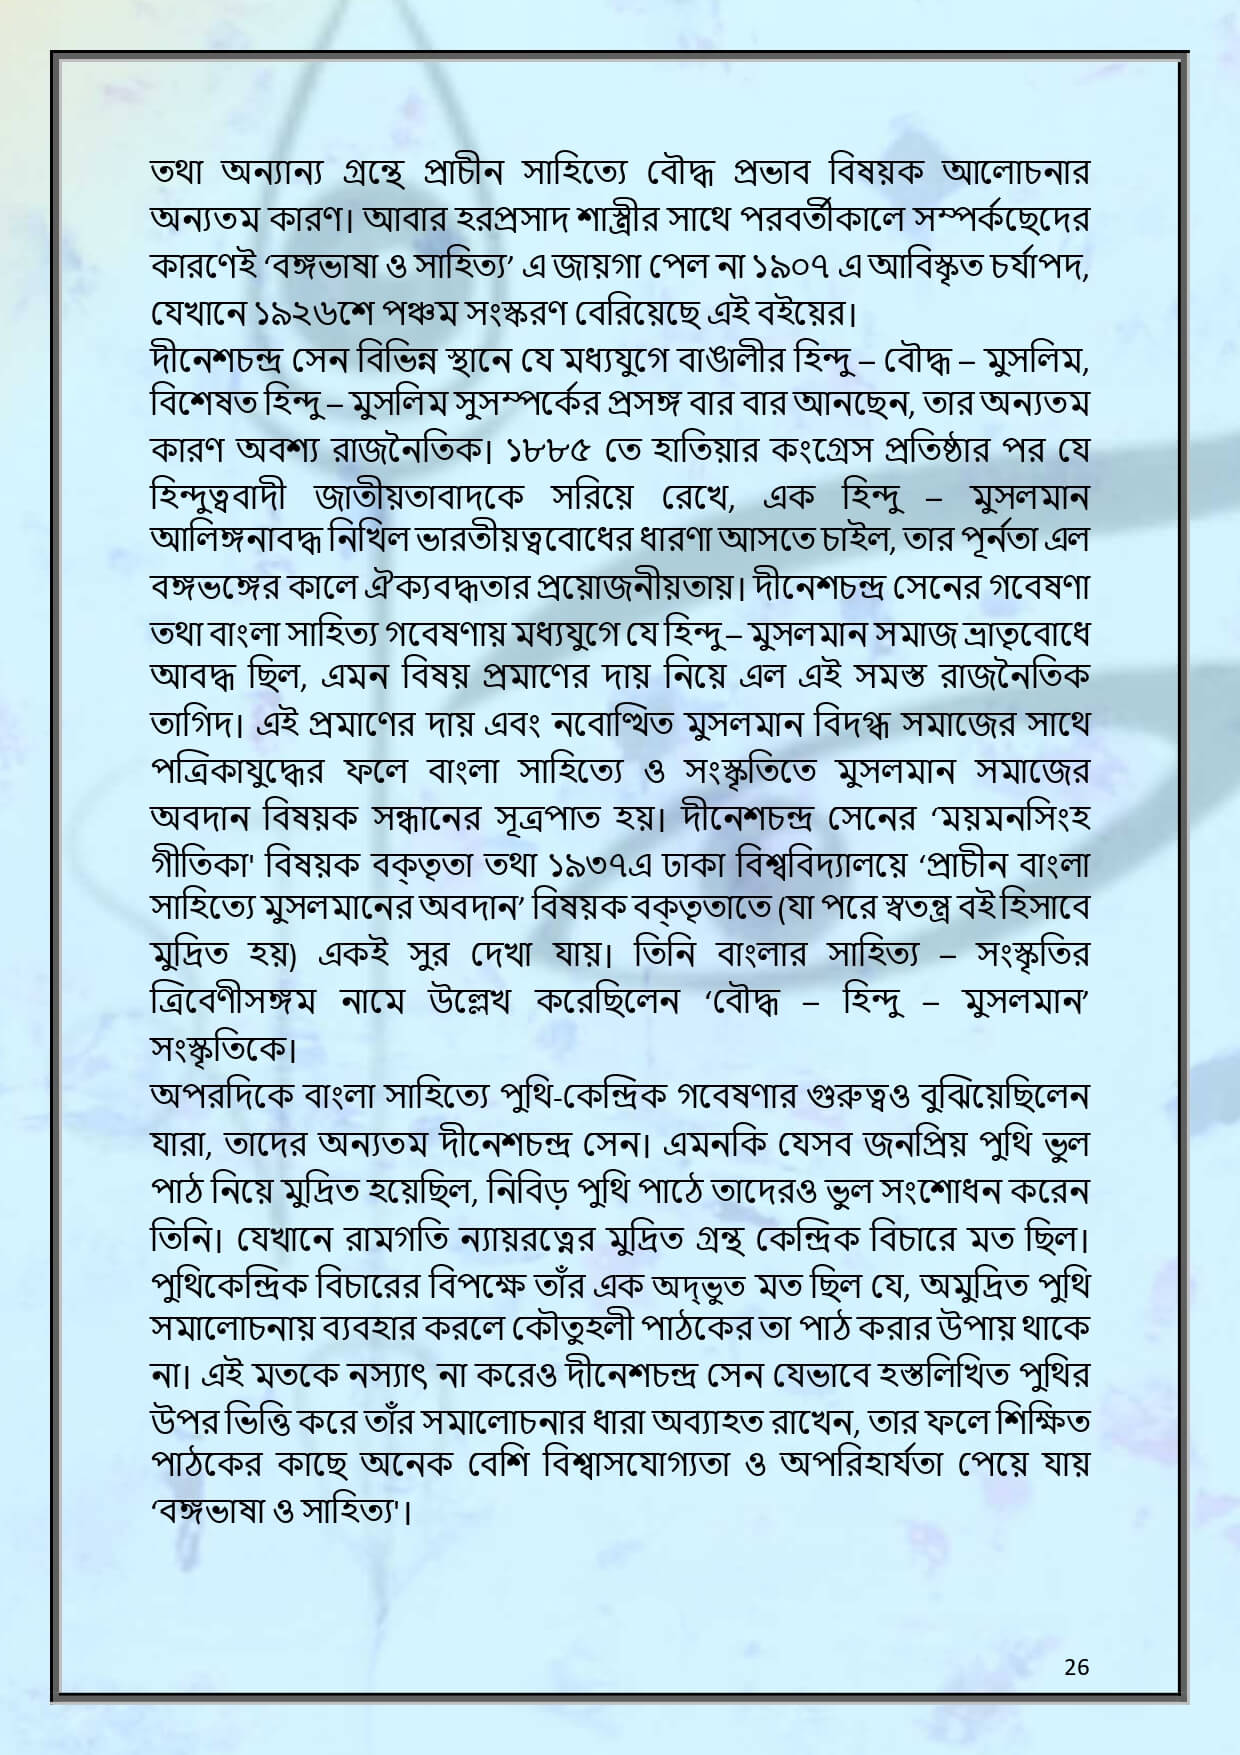 তথা অন্যান্য গ্রন্থে প্রাচীন সাহিত্যে বৌদ্ধ প্রভাব বিষয়ক আলোচনার
অন্যতম কারণ। আবার হরপ্রসাদ শাস্ত্রীর সাথে পরবর্তীকালে সম্পর্কছেদের
কারণেই ‘বঙ্গভাষা ও সাহিত্য’ এ জায়গা পেল না ১৯০৭ এ আবিস্কৃত চর্যাপদ,
যেখানে ১৯২৬শে পঞ্চম সংস্করণ বেরিয়েছে এই বইয়ের।
দীনেশচন্দ্র সেন বিভিন্ন স্থানে যে মধ্যযুগে বাঙালীর হিন্দু – বৌদ্ধ – মুসলিম,
বিশেষত হিন্দু – মুসলিম সুসম্পর্কের প্রসঙ্গ বার বার আনছেন, তার অন্যতম
কারণ অবশ্য রাজনৈতিক। ১৮৮৫ তে হাতিয়ার কংগ্রেস প্রতিষ্ঠার পর যে
হিন্দুত্ববাদী জাতীয়তাবাদকে সরিয়ে রেখে, এক হিন্দু – মুসলমান
আলিঙ্গনাবদ্ধ নিখিল ভারতীয়ত্ববোধের ধারণা আসতে চাইল, তার পূর্নতা এল
বঙ্গভঙ্গের কালে ঐক্যবদ্ধতার প্রয়োজনীয়তায়। দীনেশচন্দ্র সেনের গবেষণা
তথা বাংলা সাহিত্য গবেষণায় মধ্যযুগে যে হিন্দু – মুসলমান সমাজ ভ্রাতৃবোধে
আবদ্ধ ছিল, এমন বিষয় প্রমাণের দায় নিয়ে এল এই সমস্ত রাজনৈতিক
তাগিদ। এই প্রমাণের দায় এবং নবোত্থিত মুসলমান বিদগ্ধ সমাজের সাথে
পত্রিকাযুদ্ধের ফলে বাংলা সাহিত্যে ও সংস্কৃতিতে মুসলমান সমাজের
অবদান বিষয়ক সন্ধানের সূত্রপাত হয়। দীনেশচন্দ্র সেনের ‘ময়মনসিংহ
গীতিকা' বিষয়ক বক্তৃতা তথা ১৯৩৭এ ঢাকা বিশ্ববিদ্যালয়ে ‘প্রাচীন বাংলা
সাহিত্যে মুসলমানের অবদান’ বিষয়ক বক্তৃতাতে (যা পরে স্বতন্ত্র বই হিসাবে
মুদ্রিত হয়) একই সুর দেখা যায়। তিনি বাংলার সাহিত্য – সংস্কৃতির
ত্রিবেণীসঙ্গম নামে উল্লেখ করেছিলেন ‘বৌদ্ধ – হিন্দু – মুসলমান’
সংস্কৃতিকে।
অপরদিকে বাংলা সাহিত্যে পুথি-কেন্দ্রিক গবেষণার গুরুত্বও বুঝিয়েছিলেন
যারা, তাদের অন্যতম দীনেশচন্দ্র সেন। এমনকি যেসব জনপ্রিয় পুথি ভুল
পাঠ নিয়ে মুদ্রিত হয়েছিল, নিবিড় পুথি পাঠে তাদেরও ভুল সংশোধন করেন
তিনি। যেখানে রামগতি ন্যায়রত্নের মুদ্রিত গ্রন্থ কেন্দ্রিক বিচারে মত ছিল।
পুথিকেন্দ্রিক বিচারের বিপক্ষে তাঁর এক অদ্ভুত মত ছিল যে, অমুদ্রিত পুথি
সমালোচনায় ব্যবহার করলে কৌতুহলী পাঠকের তা পাঠ করার উপায় থাকে
না। এই মতকে নস্যাৎ না করেও দীনেশচন্দ্র সেন যেভাবে হস্তলিখিত পুথির
উপর ভিত্তি করে তাঁর সমালোচনার ধারা অব্যাহত রাখেন, তার ফলে শিক্ষিত
পাঠকের কাছে অনেক বেশি বিশ্বাসযোগ্যতা ও অপরিহার্যতা পেয়ে যায়
‘বঙ্গভাষা ও সাহিত্য'।
26